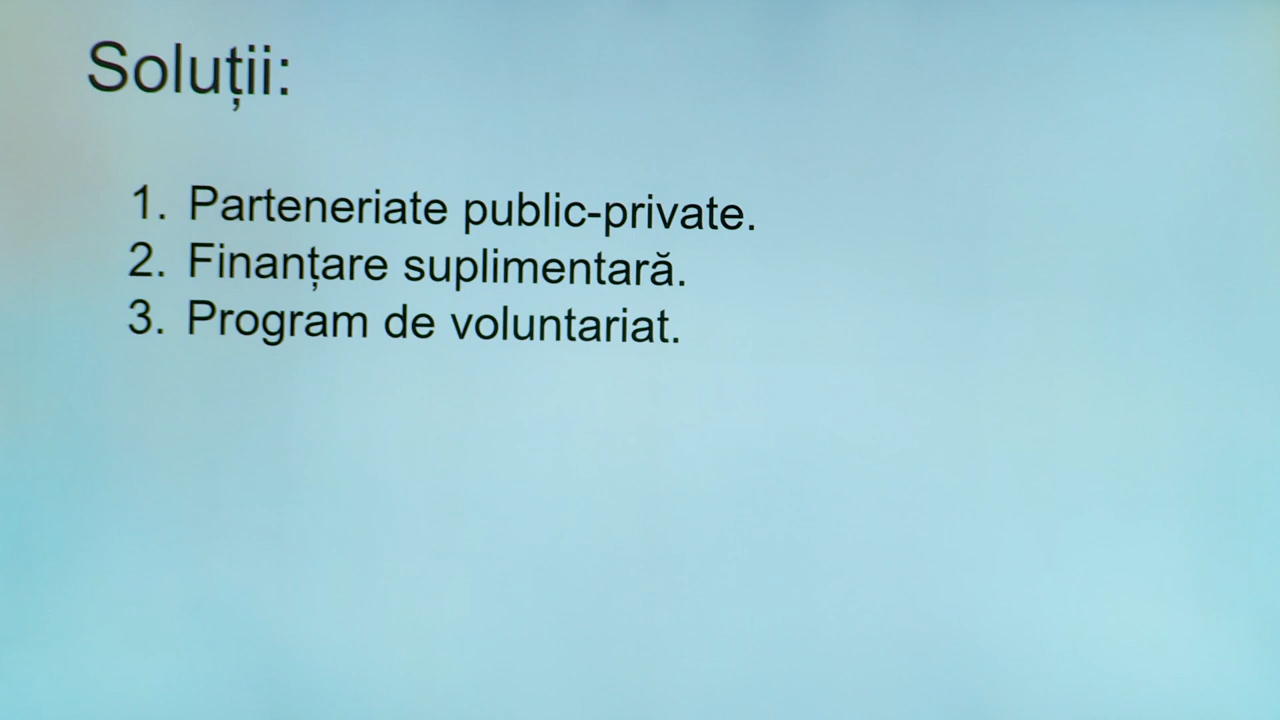 Soluții:
1. Parteneriate public-private.
2. Finanțare suplimentară.
3. Program de voluntariat.